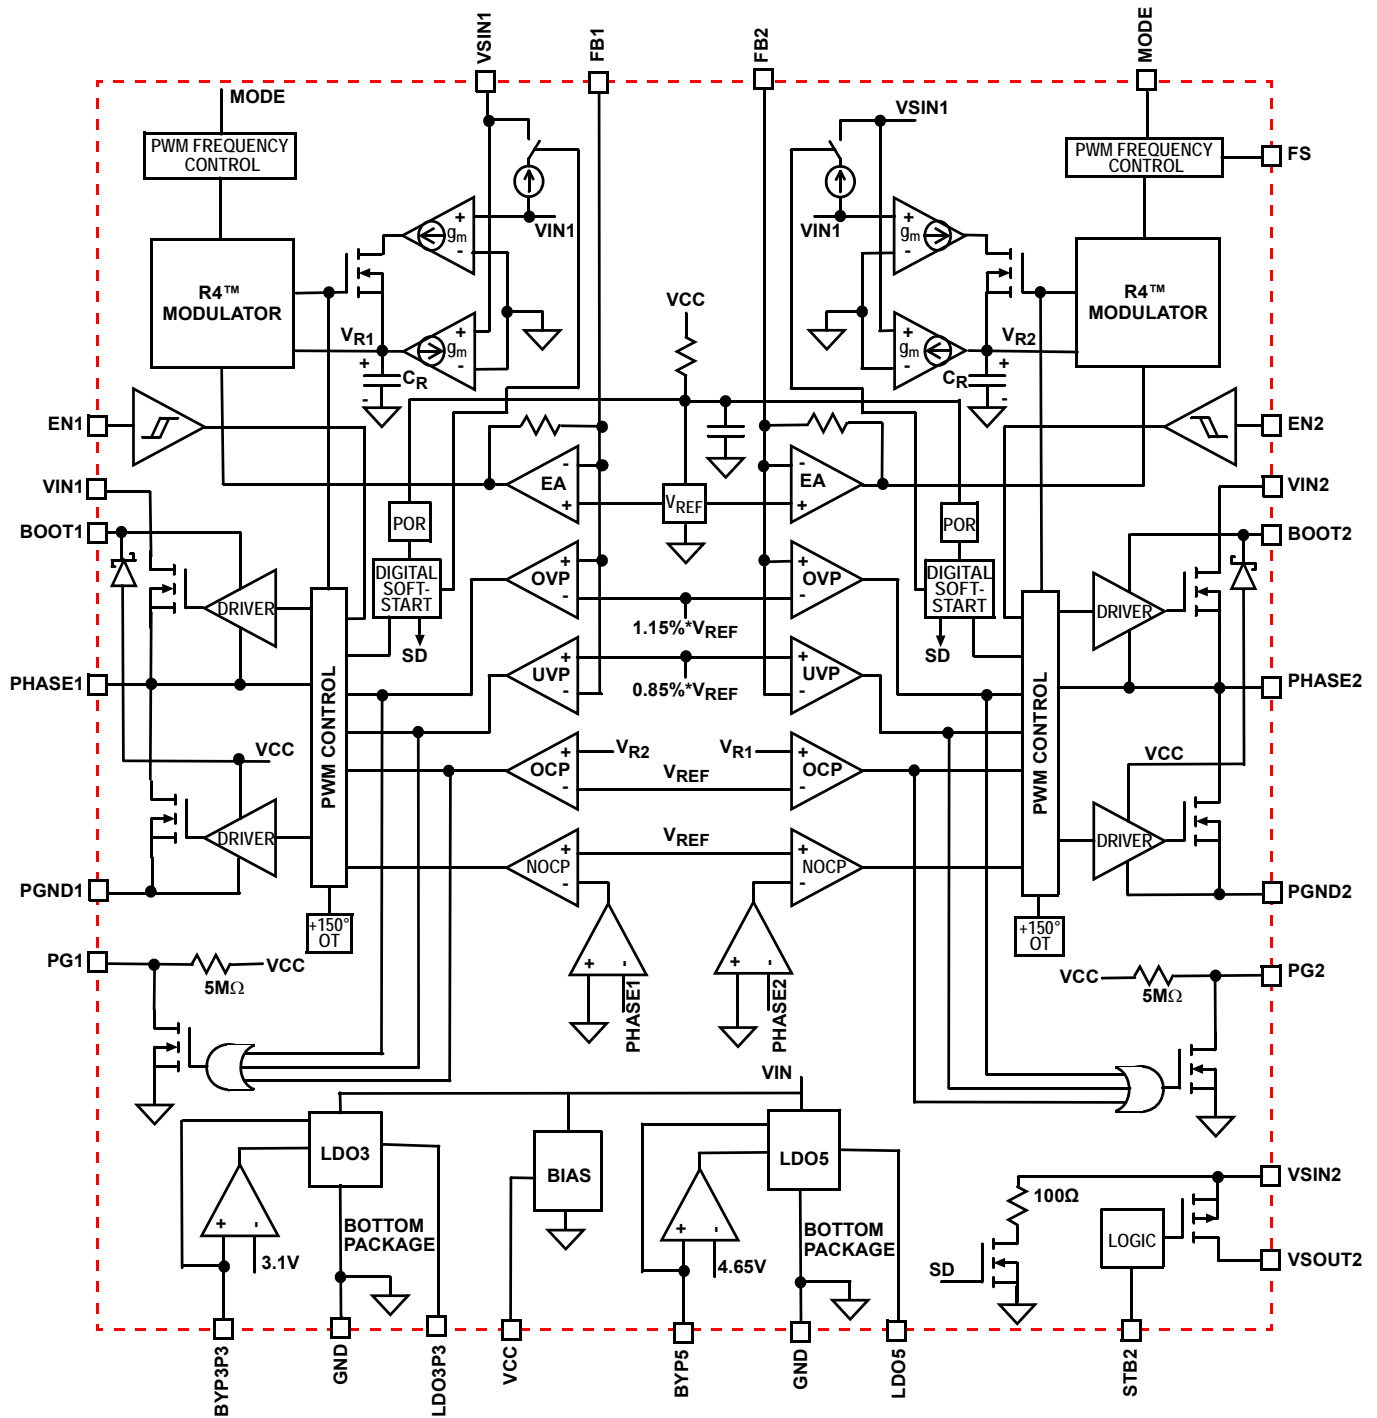 VSIN1
FB1
FB2
MODE
MODE
PWM FREQUENCY
CONTROL
VSIN1
PWM FREQUENCY
CONTROL
FS
+
gm
-
VIN1
VIN1
+
gm
-
R4™
MODULATOR
R4™
MODULATOR
VCC
VR1
+
gm
-
+
gm
-
VR2
+
CR
-
CR
+
-
EN1
EN2
-
EA
+
VREF
-
EA
+
VIN1
VIN2
POR
POR
BOOT1
BOOT2
DIGITAL
SOFT-
START
+
OVP
-
+
OVP
-
DIGITAL
SOFT-
START
DRIVER
DRIVER
1.15%*VREF
SD
SD
PHASE1
+
UVP
-
0.85%*VREF
+
UVP
-
PHASE2
PWM CONTROL
PWM CONTROL
VCC
+
OCP
-
VR2
VR1
VREF
+
OCP
-
VCC
DRIVER
DRIVER
+
NOCP
-
VREF
+
NOCP
-
PGND1
PGND2
+150°
OT
+150°
OT
PG1
VCC
5MΩ
+
-
PHASE1
+
-
PHASE2
VCC
5MΩ
PG2
VIN
LDO3
BIAS
LDO5
+
-
3.1V
BOTTOM
PACKAGE
+
-
4.65V
BOTTOM
PACKAGE
100Ω
VSIN2
LOGIC
SD
VSOUT2
BYP3P3
GND
LDO3P3
VCC
BYP5
GND
LDO5
STB2